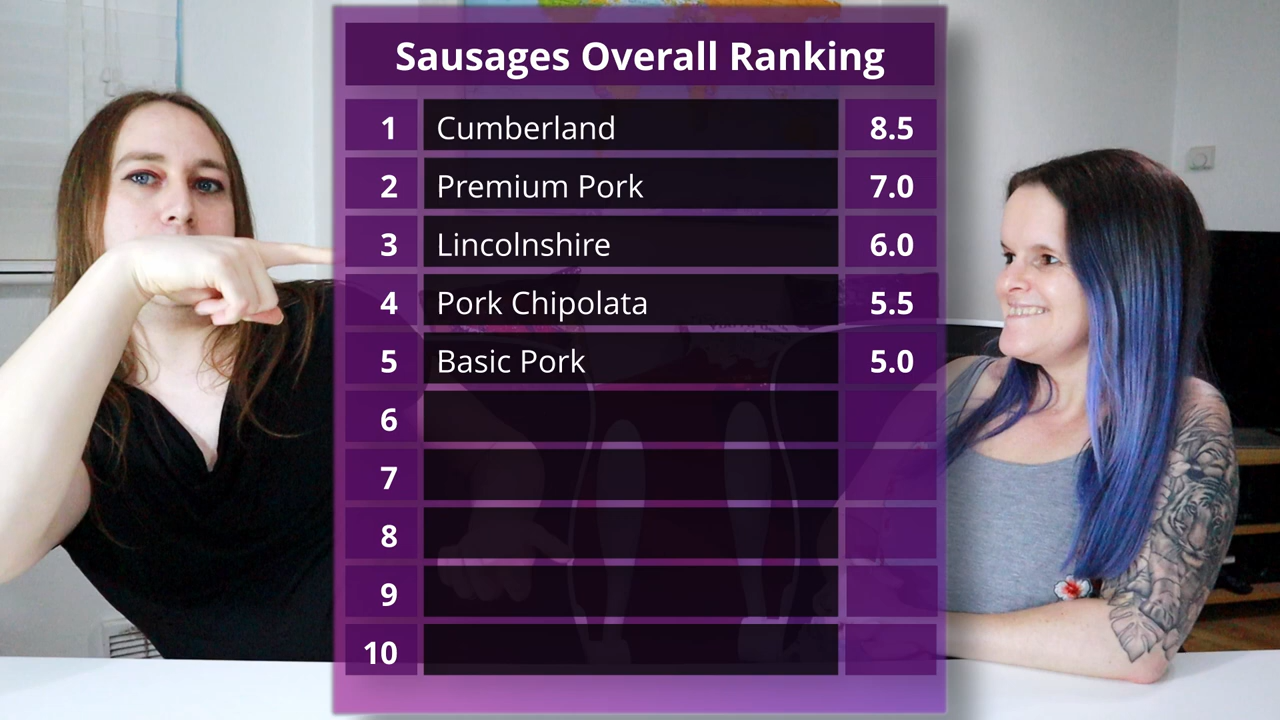 Sausages Overall Ranking
1 Cumberland 8.5
2 Premium Pork 7.0
3 Lincolnshire 6.0
4 Pork Chipolata 5.5
5 Basic Pork 5.0
6
7
8
9
10